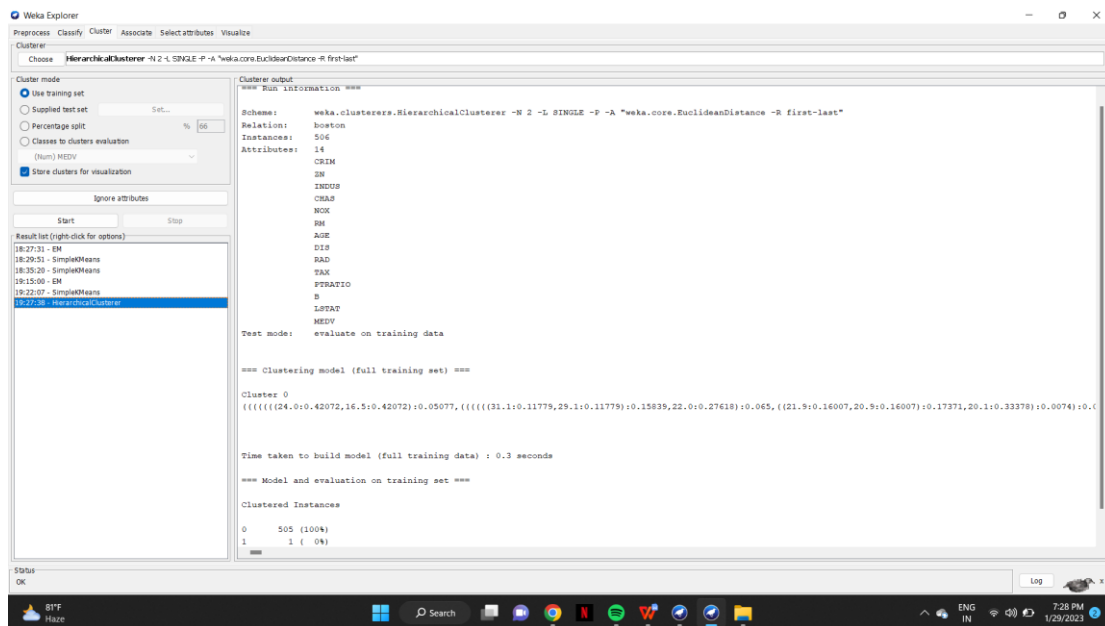 Weka Explorer
Preprocess Classify Cluster Associate Select attributes Visualize
Clusterer
Choose HierarchicalClusterer -N 2 -L SINGLE -P -A "weka.core.EuclideanDistance -R first-last"
Cluster mode
Use training set
Supplied test set Set...
Percentage split % 66
Classes to clusters evaluation
(Num) MEDV
Store clusters for visualization
Ignore attributes
Start Stop
Result list (right-click for options)
18:27:31 - EM
18:29:51 - SimpleKMeans
18:35:20 - SimpleKMeans
19:15:00 - EM
19:22:07 - SimpleKMeans
19:27:38 - HierarchicalClusterer
Clusterer output
=== Run information ===
Scheme: weka.clusterers.HierarchicalClusterer -N 2 -L SINGLE -P -A "weka.core.EuclideanDistance -R first-last"
Relation: boston
Instances: 506
Attributes: 14
CRIM
ZN
INDUS
CHAS
NOX
RM
AGE
DIS
RAD
TAX
PTRATIO
B
LSTAT
MEDV
Test mode: evaluate on training data
=== Clustering model (full training set) ===
Cluster 0
(((((((24.0:0.42072,16.5:0.42072):0.05077,((((((31.1:0.11779,29.1:0.11779):0.15839,22.0:0.27618):0.065,((21.9:0.16007,20.9:0.16007):0.17371,20.1:0.33378):0.0074):0.0
Time taken to build model (full training data) : 0.3 seconds
=== Model and evaluation on training set ===
Clustered Instances
0 505 (100%)
1 1 ( 0%)
Status
OK
Log
x 0
81°F
Haze
Search
N
W
ENG
IN
7:28 PM
1/29/2023
2